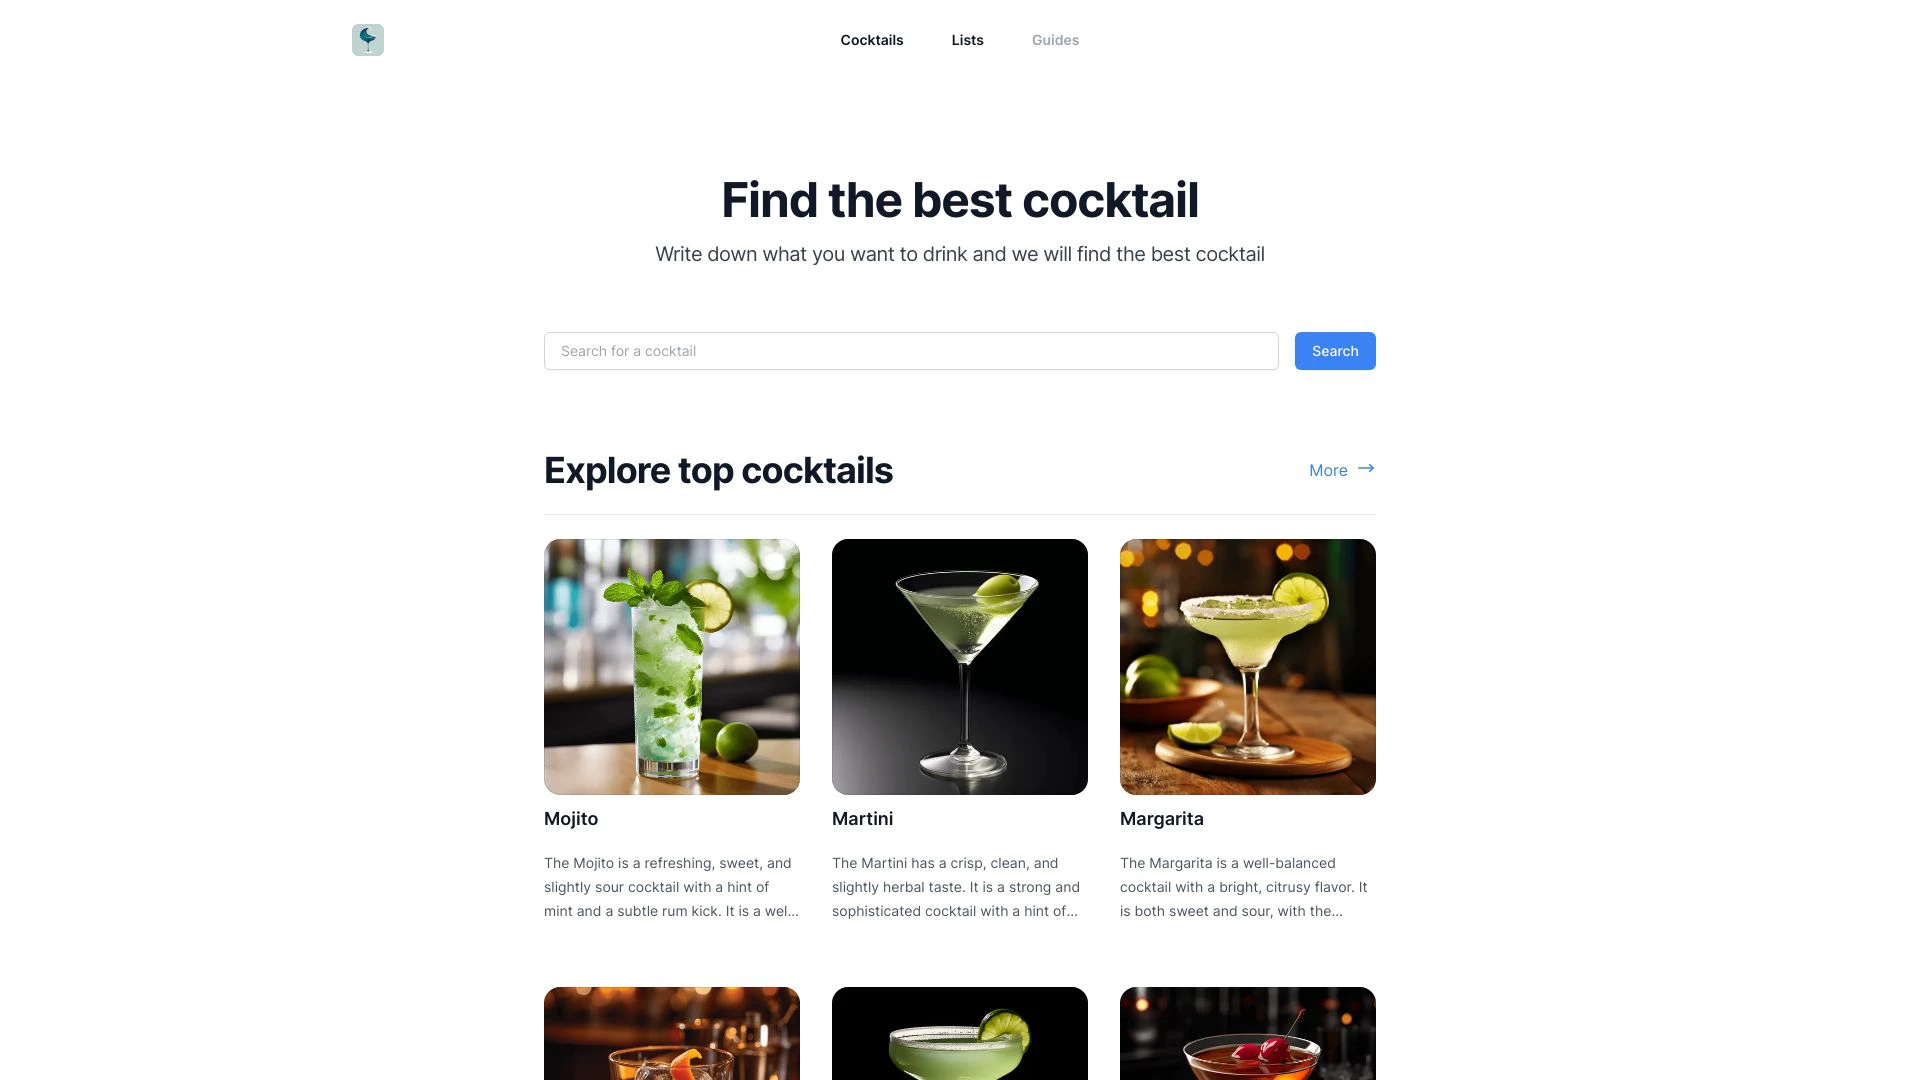 Cocktails
Lists
Guides
Find the best cocktail
Write down what you want to drink and we will find the best cocktail
Search for a cocktail
Search
Explore top cocktails
More →
Mojito
The Mojito is a refreshing, sweet, and
slightly sour cocktail with a hint of
mint and a subtle rum kick. It is a wel...
Martini
The Martini has a crisp, clean, and
slightly herbal taste. It is a strong and
sophisticated cocktail with a hint of...
Margarita
The Margarita is a well-balanced
cocktail with a bright, citrusy flavor. It
is both sweet and sour, with the...